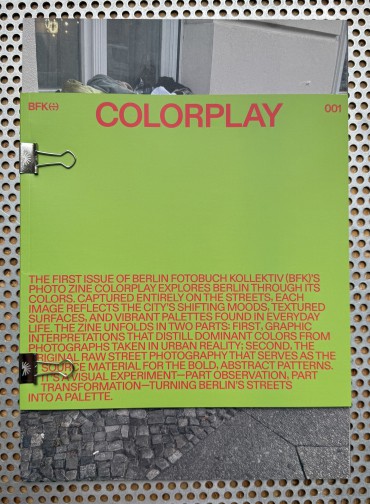 BFK
COLORPLAY
001
THE FIRST ISSUE OF BERLIN FOTOBUCH KOLLEKTIV (BFK)'S
PHOTO ZINE COLORPLAY EXPLORES BERLIN THROUGH ITS
COLORS. CAPTURED ENTIRELY ON THE STREETS, EACH
IMAGE REFLECTS THE CITY'S SHIFTING MOODS, TEXTURED
SURFACES, AND VIBRANT PALETTES FOUND IN EVERYDAY
LIFE. THE ZINE UNFOLDS IN TWO PARTS: FIRST, GRAPHIC
INTERPRETATIONS THAT DISTILL DOMINANT COLORS FROM
PHOTOGRAPHS TAKEN IN URBAN REALITY; SECOND, THE
ORIGINAL RAW STREET PHOTOGRAPHY THAT SERVES AS THE
SOURCE MATERIAL FOR THE BOLD, ABSTRACT PATTERNS.
IT'S A VISUAL EXPERIMENT—PART OBSERVATION, PART
TRANSFORMATION—TURNING BERLIN'S STREETS
INTO A PALETTE.